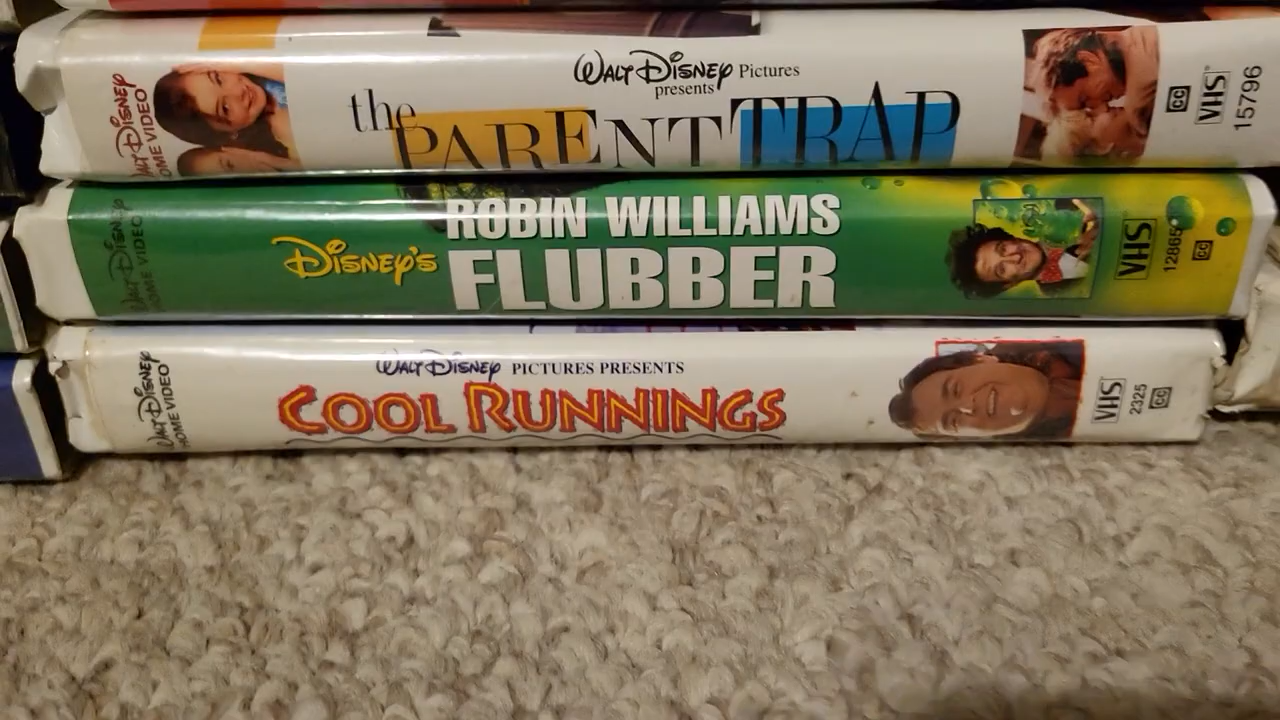 WALT DISNEY
HOME VIDEO
WALT DISNEY Pictures
presents
the PARENT TRAP
CC
VHS
15796
WALT DISNEY
HOME VIDEO
DISNEY'S
ROBIN WILLIAMS
FLUBBER
VHS
12865
CC
WALT DISNEY
HOME VIDEO
WALT DISNEY PICTURES PRESENTS
COOL RUNNINGS
VHS
2325
CC